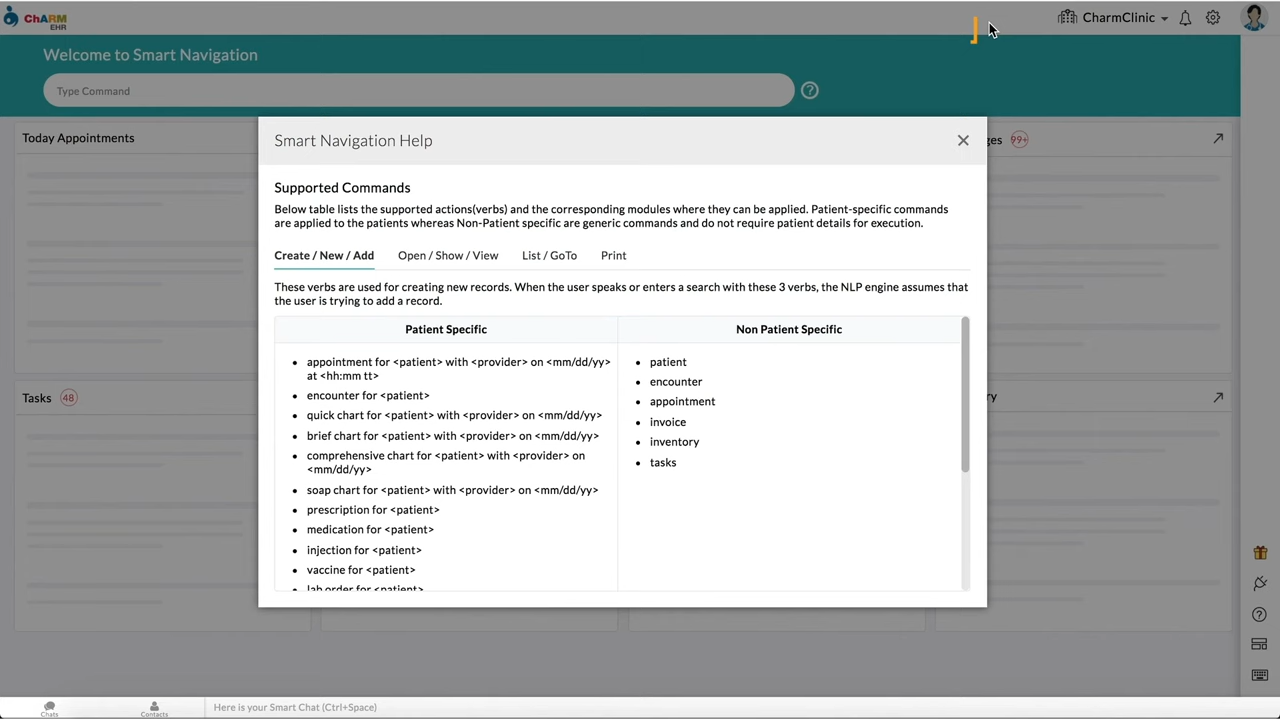 ChARM
EHR
CharmClinic
Welcome to Smart Navigation
Type Command
Today Appointments
ges 99+
Smart Navigation Help
Supported Commands
Below table lists the supported actions(verbs) and the corresponding modules where they can be applied. Patient-specific commands
are applied to the patients whereas Non-Patient specific are generic commands and do not require patient details for execution.
Create / New / Add
Open / Show / View
List / GoTo
Print
These verbs are used for creating new records. When the user speaks or enters a search with these 3 verbs, the NLP engine assumes that
the user is trying to add a record.
Patient Specific
appointment for <patient> with <provider> on <mm/dd/yy>
at <hh:mm tt>
encounter for <patient>
quick chart for <patient> with <provider> on <mm/dd/yy>
brief chart for <patient> with <provider> on <mm/dd/yy>
comprehensive chart for <patient> with <provider> on
<mm/dd/yy>
soap chart for <patient> with <provider> on <mm/dd/yy>
prescription for <patient>
medication for <patient>
injection for <patient>
vaccine for <patient>
lab order for <patient>
Non Patient Specific
patient
encounter
appointment
invoice
inventory
tasks
Tasks 48
ry
Chats
Contacts
Here is your Smart Chat (Ctrl+Space)